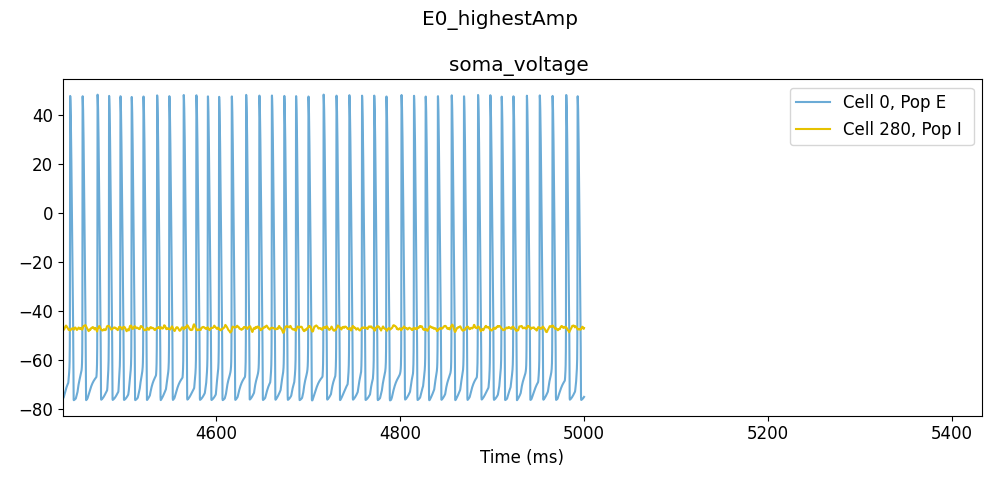 E0_highestAmp
soma_voltage
Cell 0, Pop E
Cell 280, Pop I
40
20
0
−20
−40
−60
−80
4600
4800
5000
5200
5400
Time (ms)